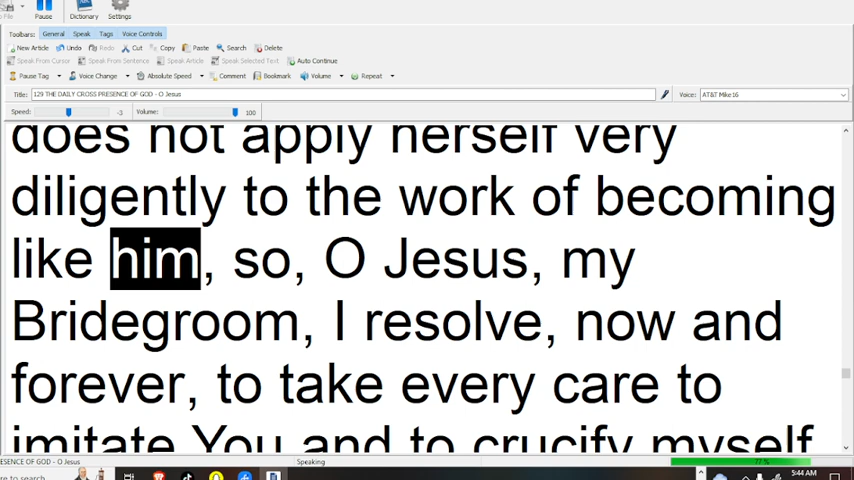 Pause Dictionary Settings
Toolbars: General Speak Tags Voice Controls
New Article Undo Redo Cut Copy Paste Search Delete
Speak From Cursor Speak From Sentence Speak Article Speak Selected Text Auto Continue
Pause Tag Voice Change Absolute Speed Comment Bookmark Volume Repeat
Title: 129 THE DAILY CROSS PRESENCE OF GOD - O Jesus Voice: AT&T Mike16
Speed: -3 Volume: 100
does not apply herself very
diligently to the work of becoming
like him, so, O Jesus, my
Bridegroom, I resolve, now and
forever, to take every care to
imitate You and to crucify myself
ESENCE OF GOD - O Jesus Speaking 77 %
re to search 5:44 AM